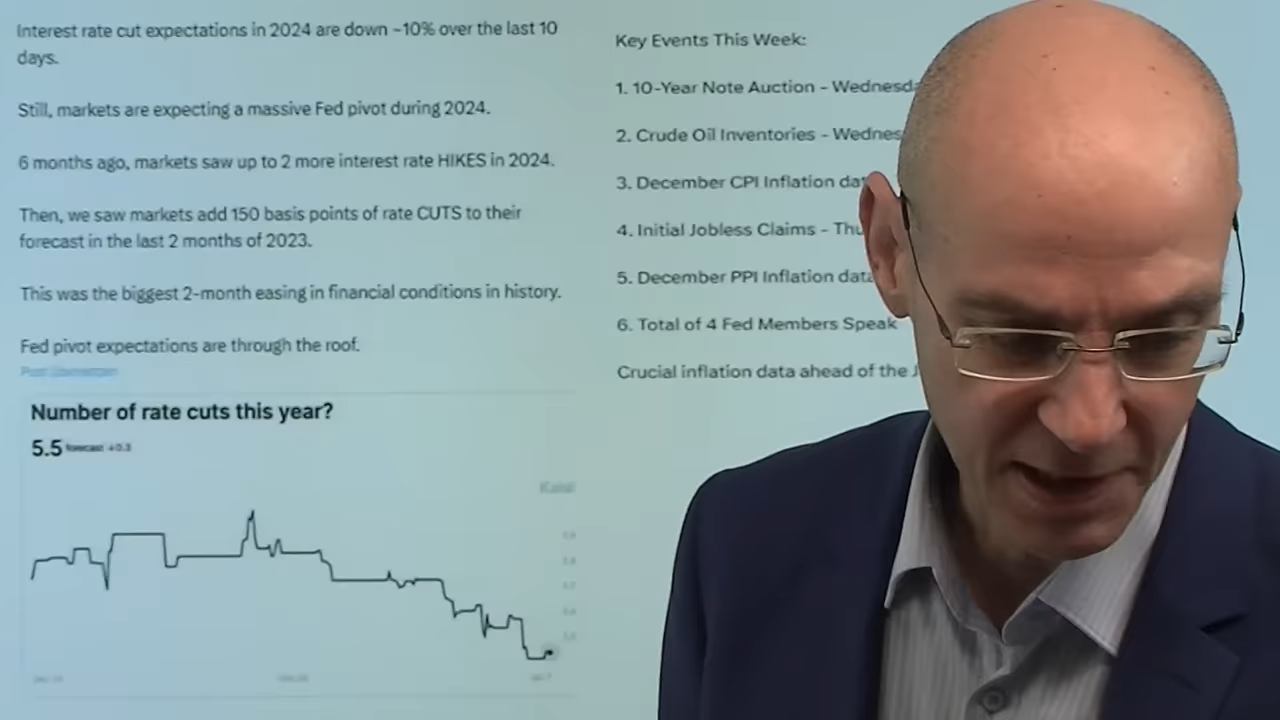 Interest rate cut expectations in 2024 are down ~10% over the last 10
days.
Still, markets are expecting a massive Fed pivot during 2024.
6 months ago, markets saw up to 2 more interest rate HIKES in 2024.
Then, we saw markets add 150 basis points of rate CUTS to their
forecast in the last 2 months of 2023.
This was the biggest 2-month easing in financial conditions in history.
Fed pivot expectations are through the roof.
Number of rate cuts this year?
5.5 forecast
Kalshi
Key Events This Week:
1. 10-Year Note Auction -
2. Crude Oil Inventories -
3. December CPI Inflation
4. Initial Jobless Claims -
5. December PPI Inflation data
6. Total of 4 Fed Members Speak
Crucial inflation data ahead of the